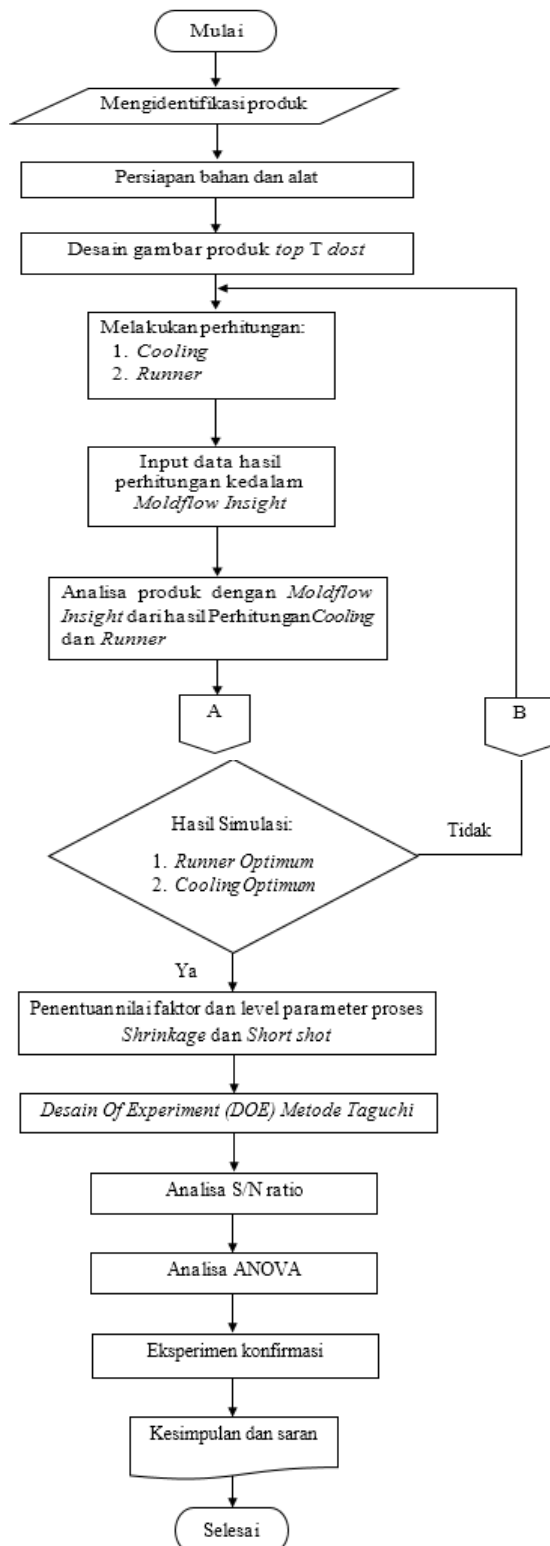 Mulai
Mengidentifikasi produk
Persiapan bahan dan alat
Desain gambar produk top T dost
Melakukan perhitungan:
1. Cooling
2. Runner
Input data hasil
perhitungan kedalam
Moldflow Insight
Analisa produk dengan Moldflow
Insight dari hasil Perhitungan Cooling
dan Runner
A
B
Hasil Simulasi:
1. Runner Optimum
2. Cooling Optimum
Tidak
Ya
Penentuan nilai faktor dan level parameter proses
Shrinkage dan Short shot
Desain Of Experiment (DOE) Metode Taguchi
Analisa S/N ratio
Analisa ANOVA
Eksperimen konfirmasi
Kesimpulan dan saran
Selesai